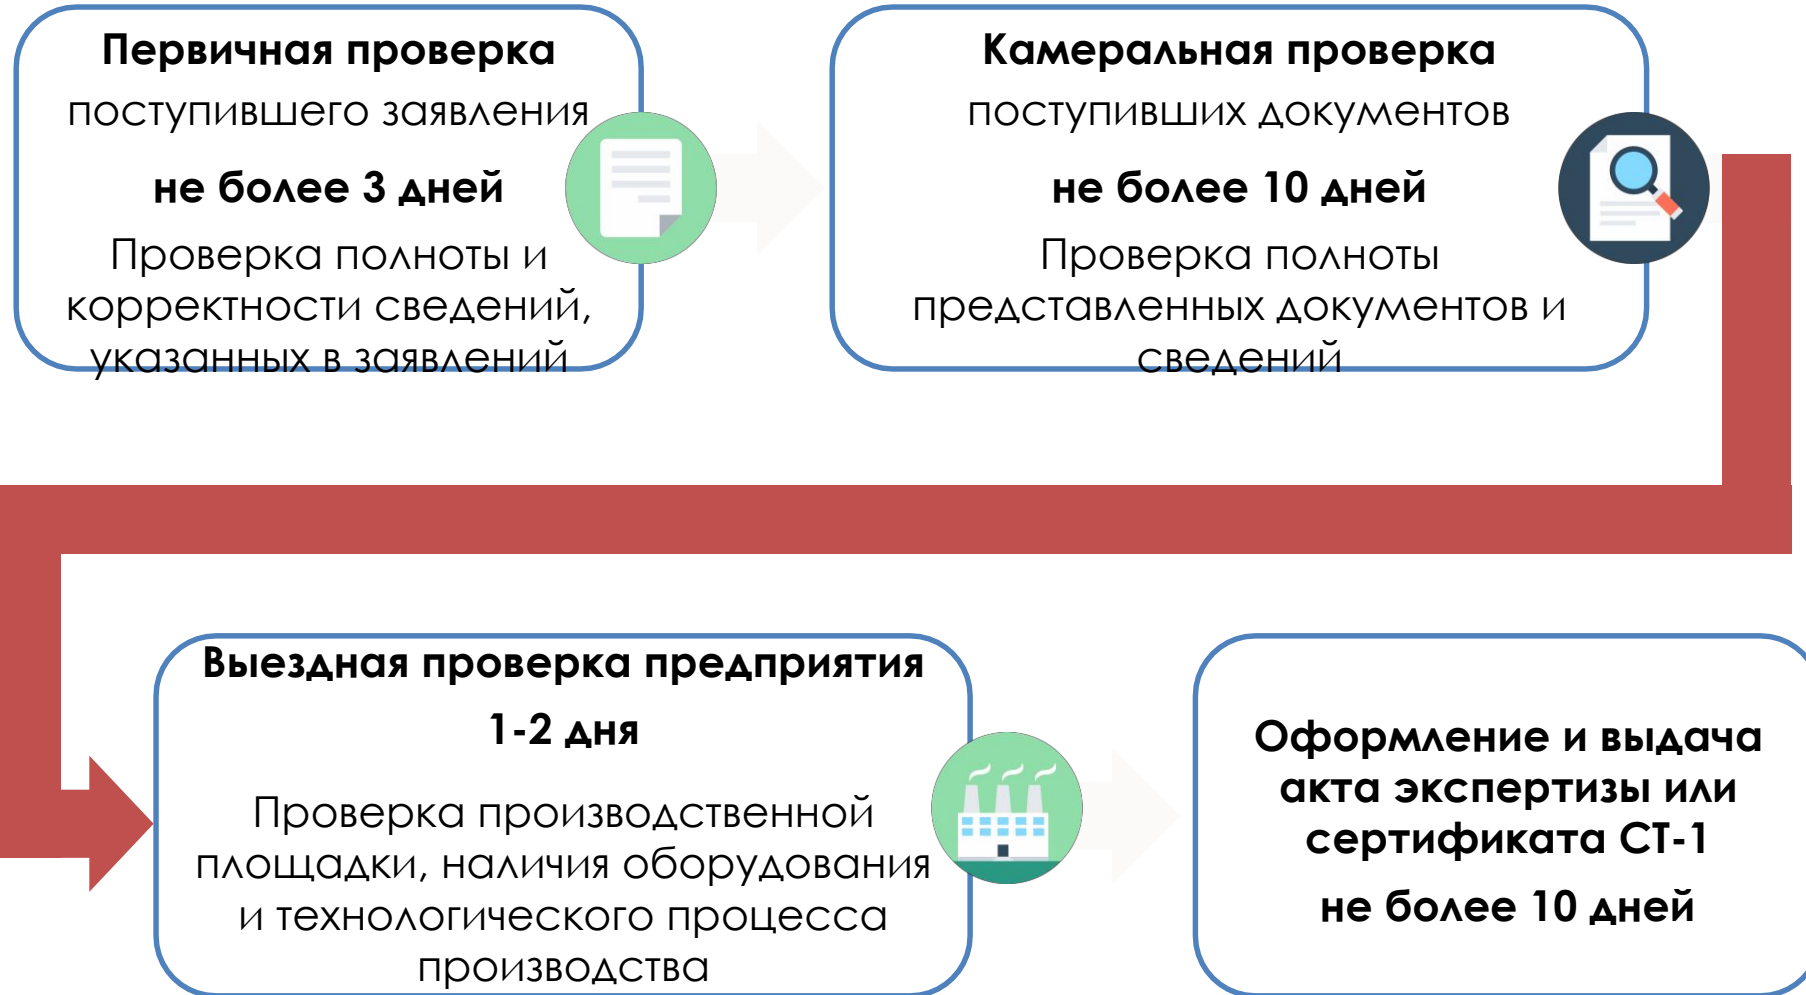 Первичная проверка
поступившего заявления
не более 3 дней
Проверка полноты и
корректности сведений,
указанных в заявлений
Камеральная проверка
поступивших документов
не более 10 дней
Проверка полноты
представленных документов и
сведений
Выездная проверка предприятия
1-2 дня
Проверка производственной
площадки, наличия оборудования
и технологического процесса
производства
Оформление и выдача
акта экспертизы или
сертификата СТ-1
не более 10 дней